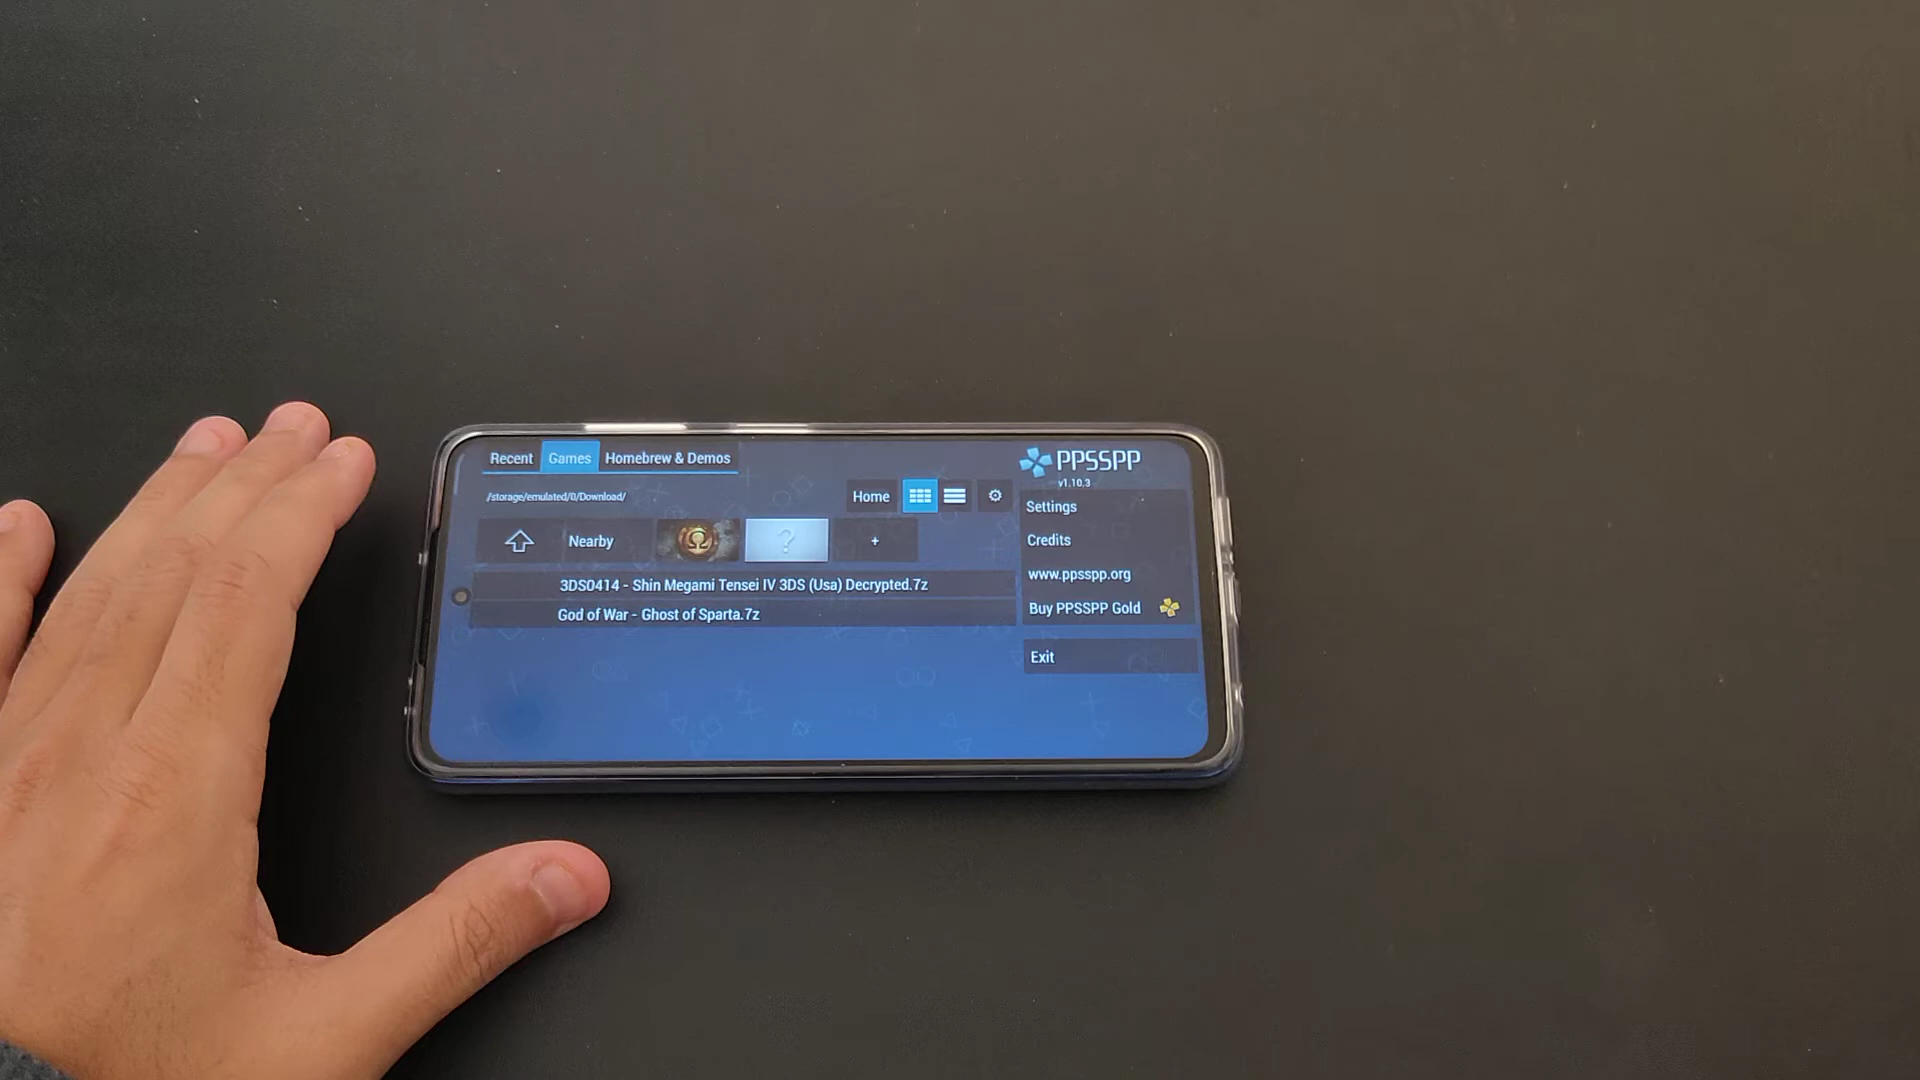 Recent Games Homebrew & Demos
PPSSPP
v1.10.3
/storage/emulated/0/Download/
Home
Nearby
?
+
3DS0414 - Shin Megami Tensei IV 3DS (Usa) Decrypted.7z
God of War - Ghost of Sparta.7z
Settings
Credits
www.ppsspp.org
Buy PPSSPP Gold
Exit